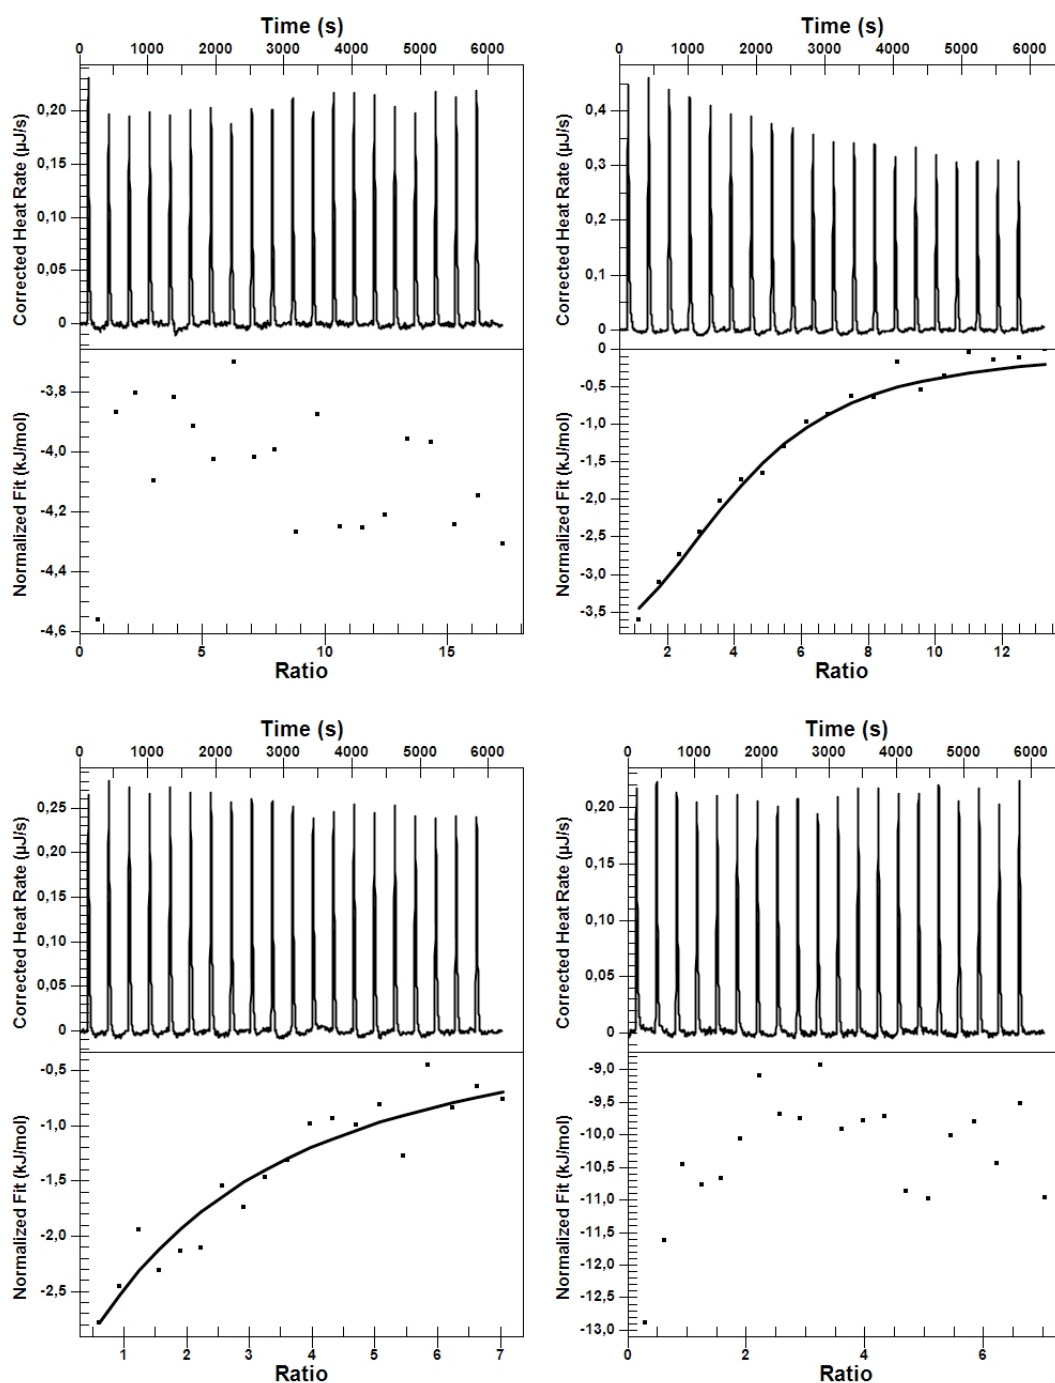 Time (s)
0 1000 2000 3000 4000 5000 6000
Corrected Heat Rate (µJ/s)
0,20
0,15
0,10
0,05
0
Normalized Fit (kJ/mol)
-3,8
-4,0
-4,2
-4,4
-4,6
0 5 10 15
Ratio
Time (s)
0 1000 2000 3000 4000 5000 6000
Corrected Heat Rate (µJ/s)
0,4
0,3
0,2
0,1
0
Normalized Fit (kJ/mol)
0
-0,5
-1,0
-1,5
-2,0
-2,5
-3,0
-3,5
2 4 6 8 10 12
Ratio
Time (s)
0 1000 2000 3000 4000 5000 6000
Corrected Heat Rate (µJ/s)
0,25
0,20
0,15
0,10
0,05
0
Normalized Fit (kJ/mol)
-0,5
-1,0
-1,5
-2,0
-2,5
1 2 3 4 5 6 7
Ratio
Time (s)
0 1000 2000 3000 4000 5000 6000
Corrected Heat Rate (µJ/s)
0,20
0,15
0,10
0,05
0
Normalized Fit (kJ/mol)
-9,0
-9,5
-10,0
-10,5
-11,0
-11,5
-12,0
-12,5
-13,0
0 2 4 6
Ratio